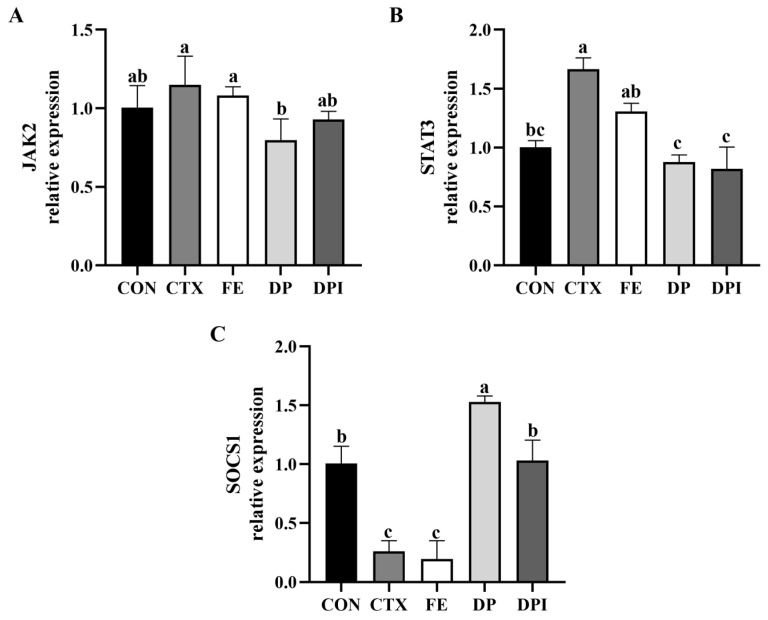 A
JAK2
relative expression
1.5
1.0
0.5
0.0
ab
a
a
b
ab
CON CTX FE DP DPI
B
STAT3
relative expression
2.0
1.5
1.0
0.5
0.0
bc
a
ab
c
c
CON CTX FE DP DPI
C
SOCS1
relative expression
2.0
1.5
1.0
0.5
0.0
b
c
c
a
b
CON CTX FE DP DPI